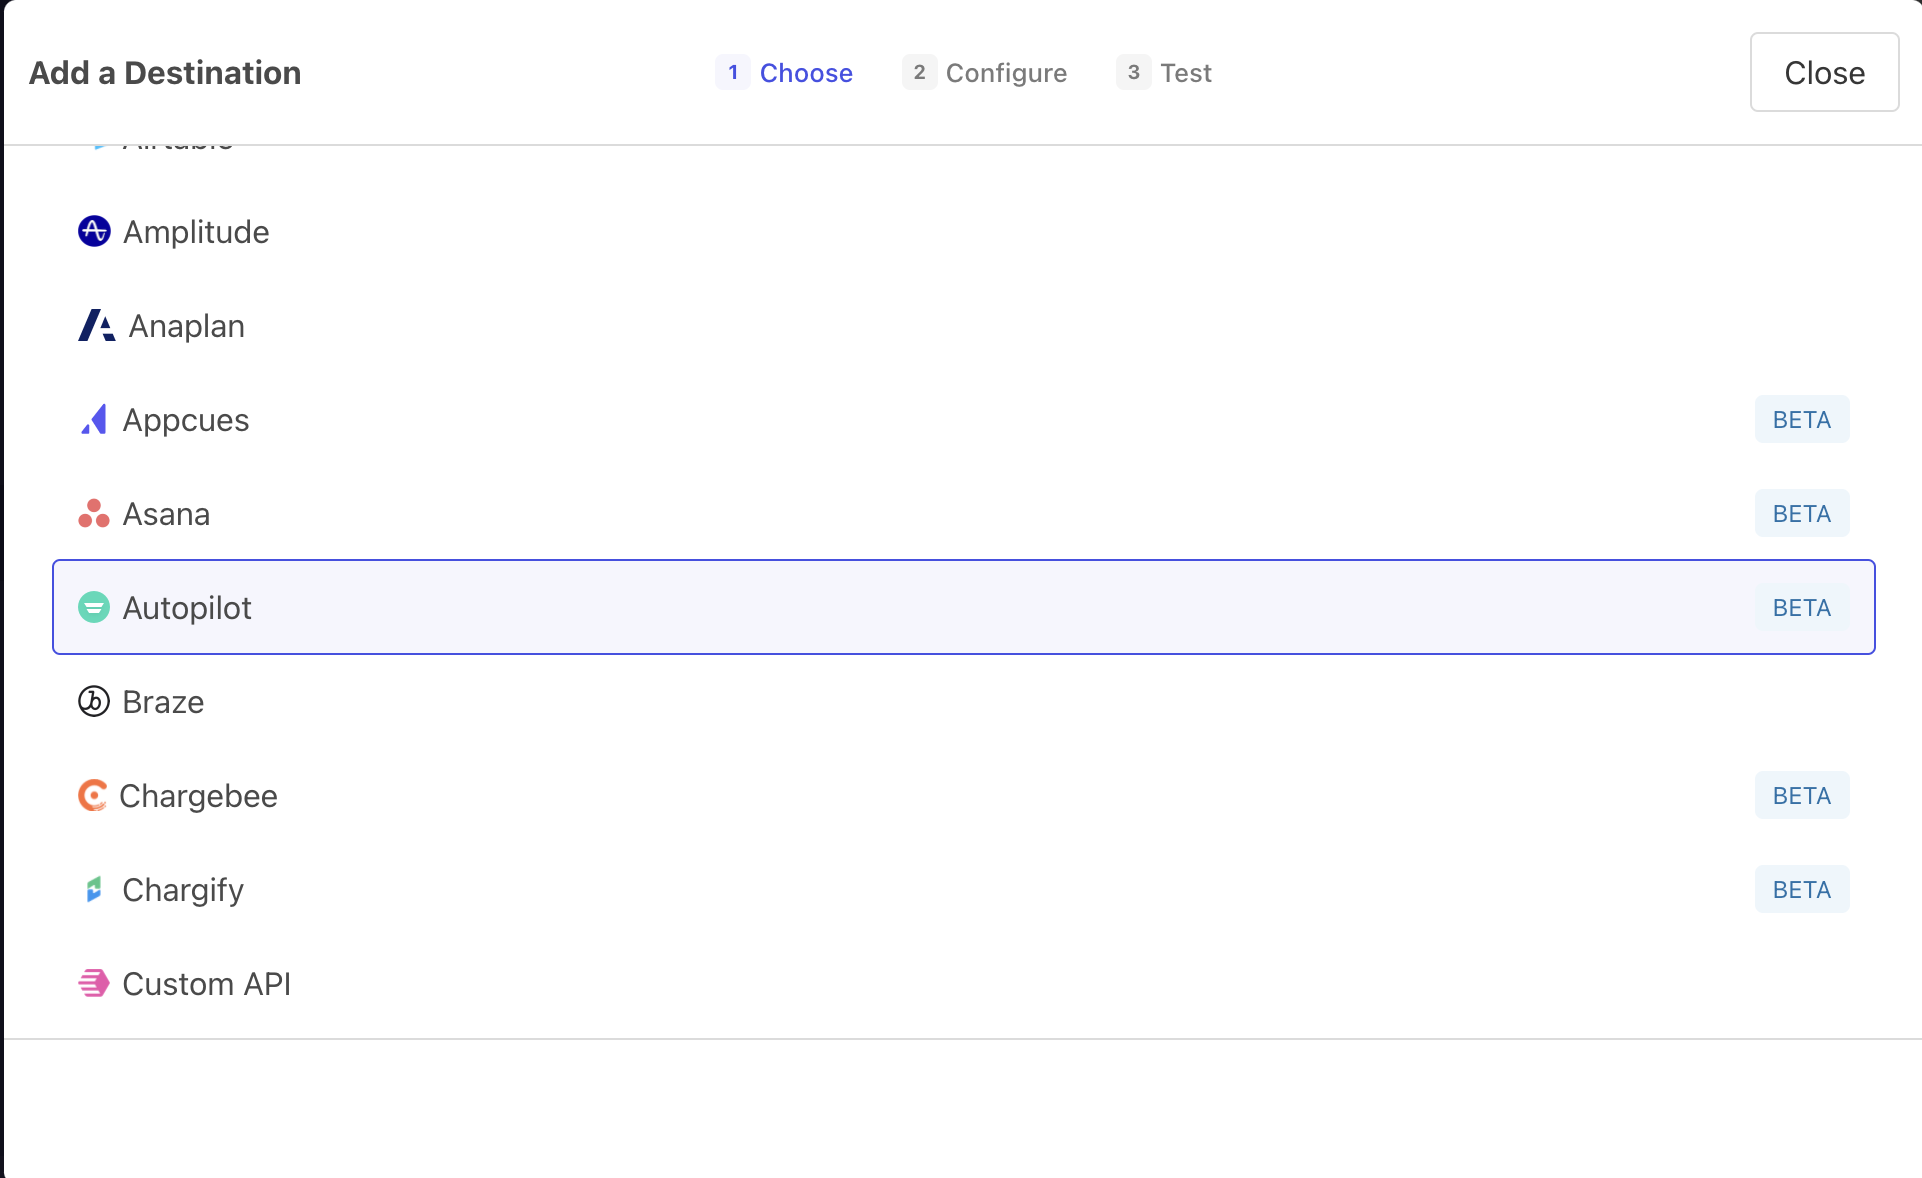 Add a Destination
1 Choose
2 Configure
3 Test
Close
Airtable
Amplitude
Anaplan
Appcues BETA
Asana BETA
Autopilot BETA
Braze
Chargebee BETA
Chargify BETA
Custom API